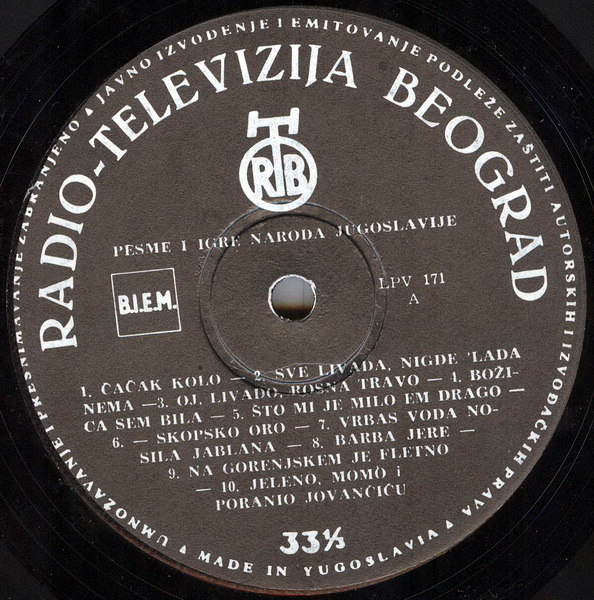 UMNOŽAVANJE I PRESNIMAVANJE ZABRANJENO ▲ JAVNO IZVOĐENJE I EMITOVANJE PODLEŽE ZAŠTITI AUTORSKIH I IZVOĐAČKIH PRAVA ▲
RADIO-TELEVIZIJA BEOGRAD
RTB
PESME I IGRE NARODA JUGOSLAVIJE
B.I.E.M.
LPV 171
A
1. ČAČAK KOLO — 2. SVE LIVADA, NIGDE 'LADA
NEMA —3. OJ, LIVADO, ROSNA TRAVO — 4. BOŽI-
CA SEM BILA — 5. ŠTO MI JE MILO EM DRAGO —
6. — SKOPSKO ORO — 7. VRBAS VODA NO-
SILA JABLANA — 8. BARBA JERE —
9. NA GORENJSKEM JE FLETNO
— 10. JELENO, MOMÒ i
PORANIO JOVANČIĆU
33⅓
▲ MADE IN YUGOSLAVIA ▲